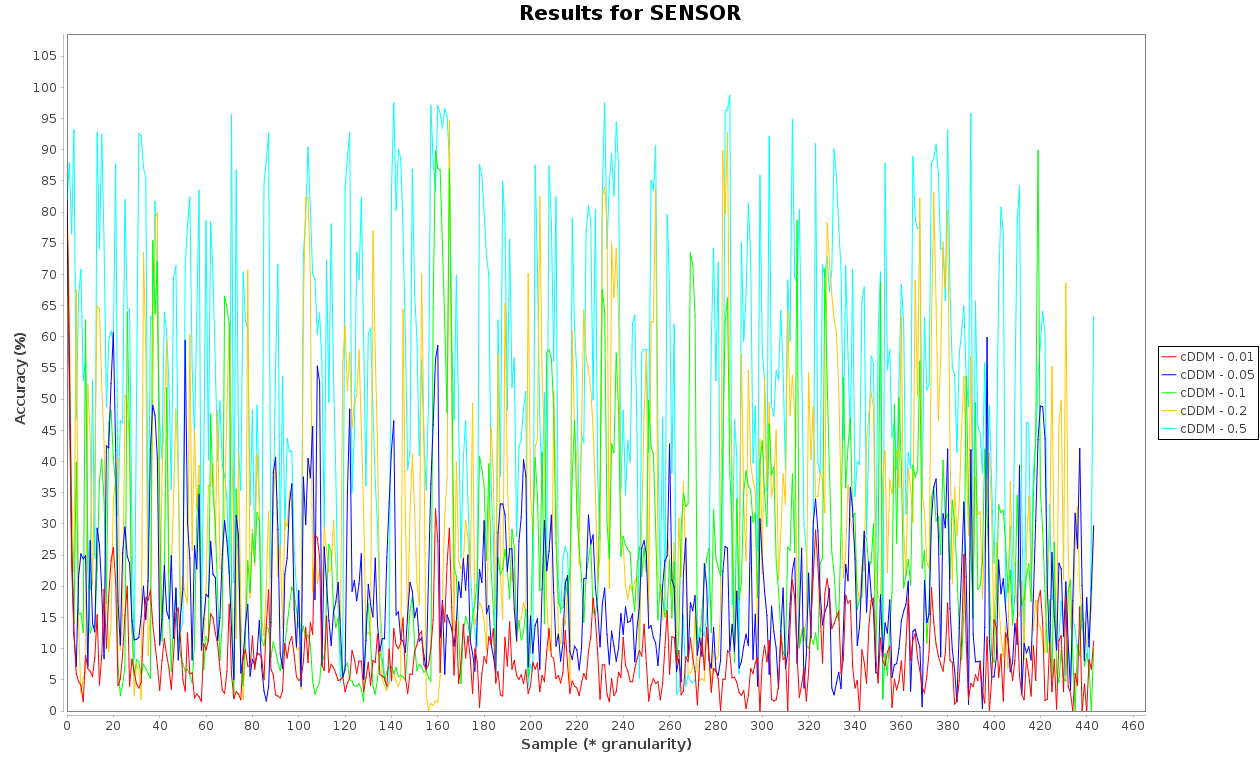 Results for SENSOR
105
100
95
90
85
80
75
70
65
60
55
50
45
40
35
30
25
20
15
10
5
0
Accuracy (%)
0 20 40 60 80 100 120 140 160 180 200 220 240 260 280 300 320 340 360 380 400 420 440 460
Sample (* granularity)
cDDM - 0.01
cDDM - 0.05
cDDM - 0.1
cDDM - 0.2
cDDM - 0.5